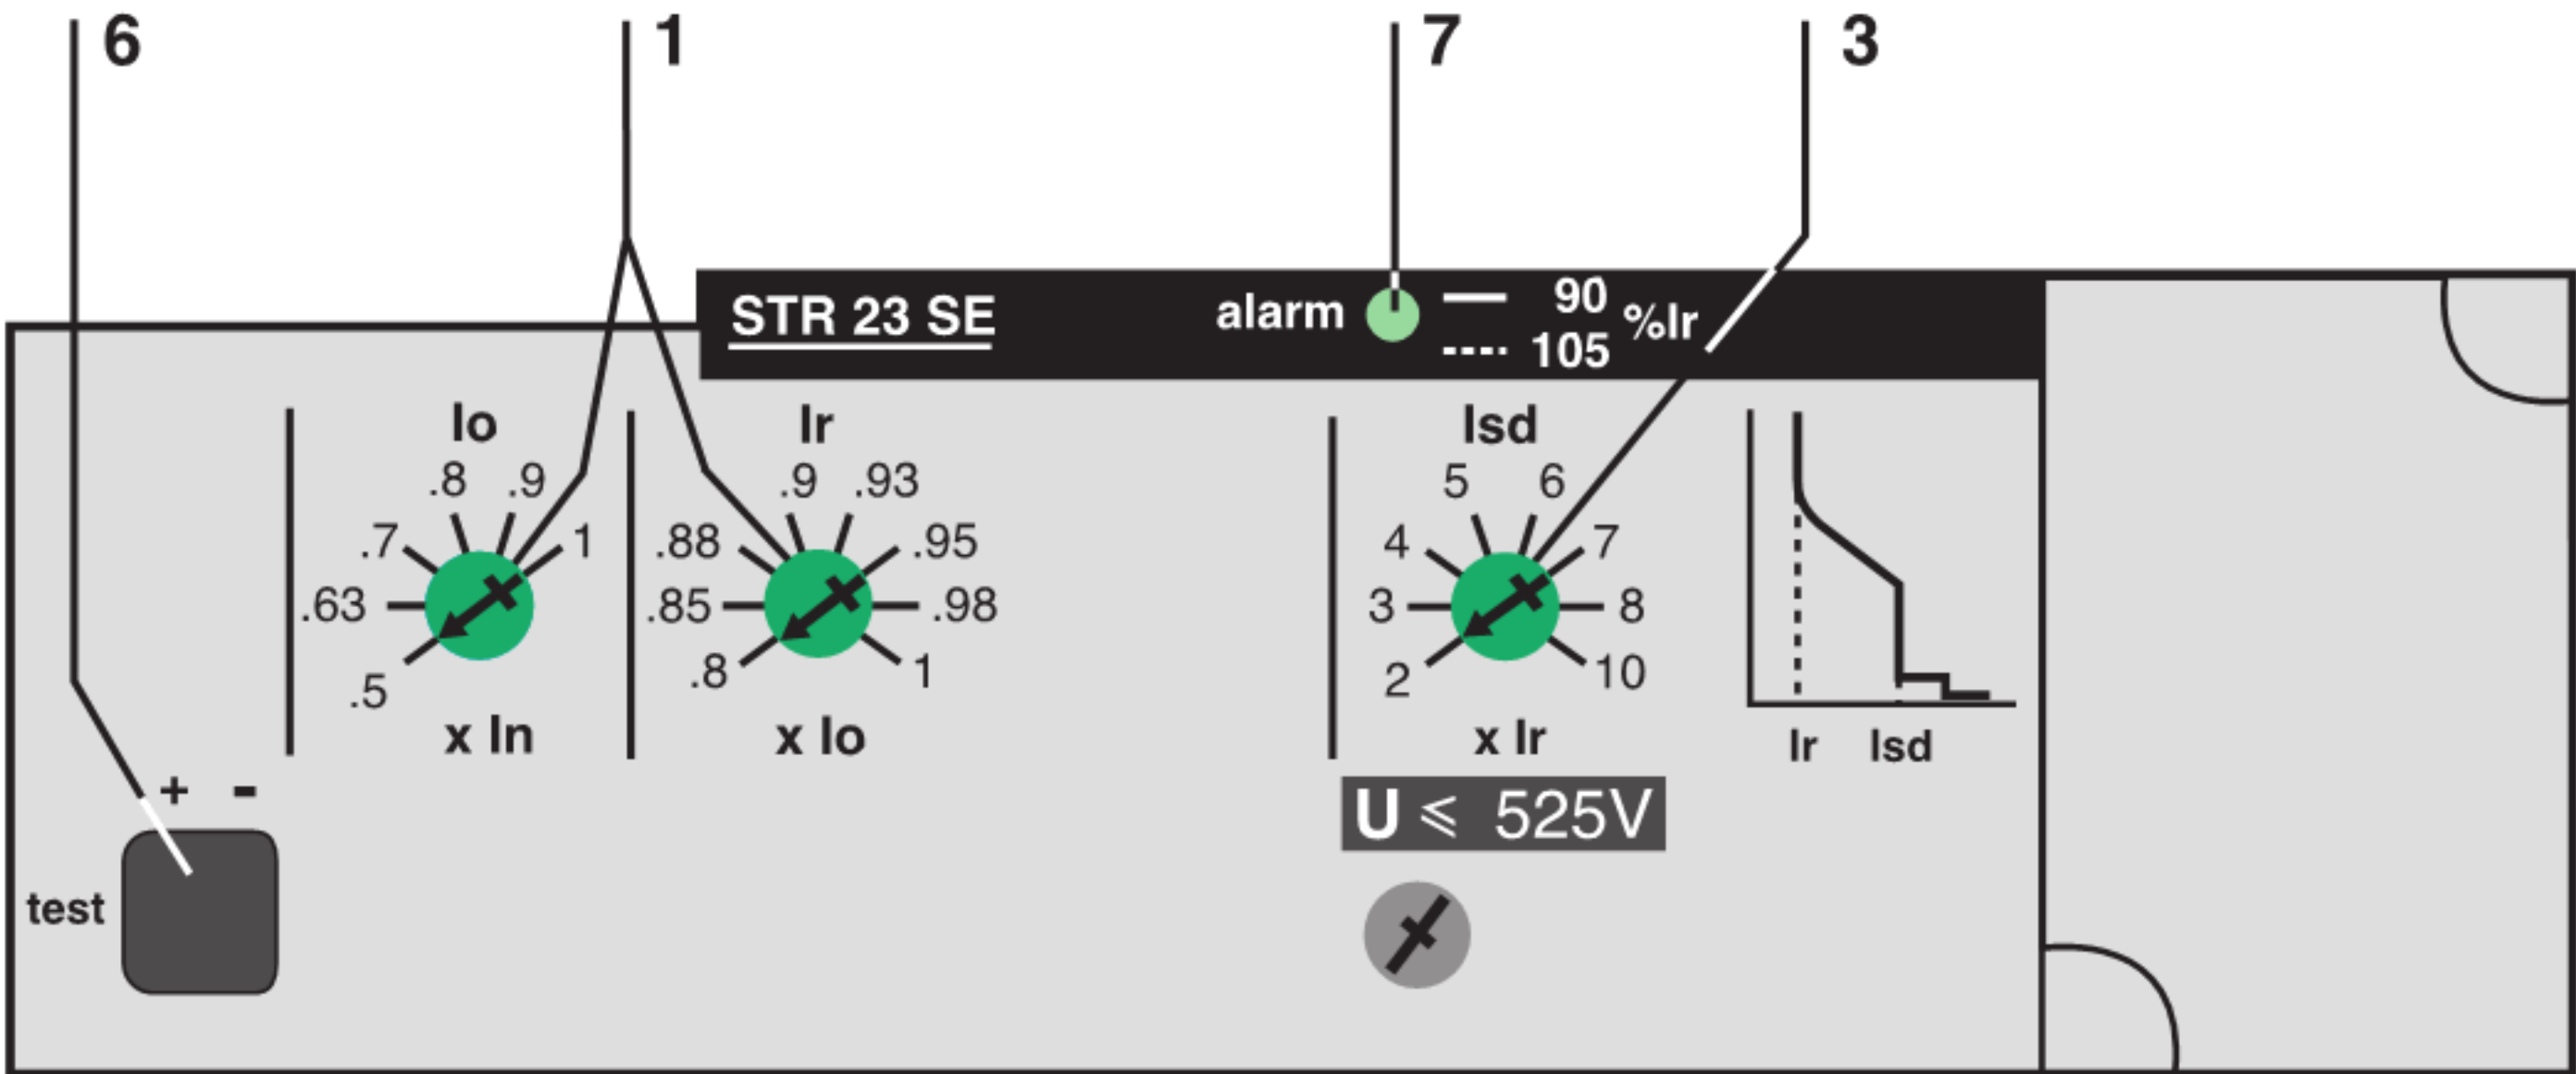 6
1
7
3
STR 23 SE
alarm
90
105
%Ir
Io
.5
.63
.7
.8
.9
1
x In
Ir
.8
.85
.88
.9
.93
.95
.98
1
x Io
Isd
2
3
4
5
6
7
8
10
x Ir
Ir
Isd
U ⩽ 525V
+ -
test